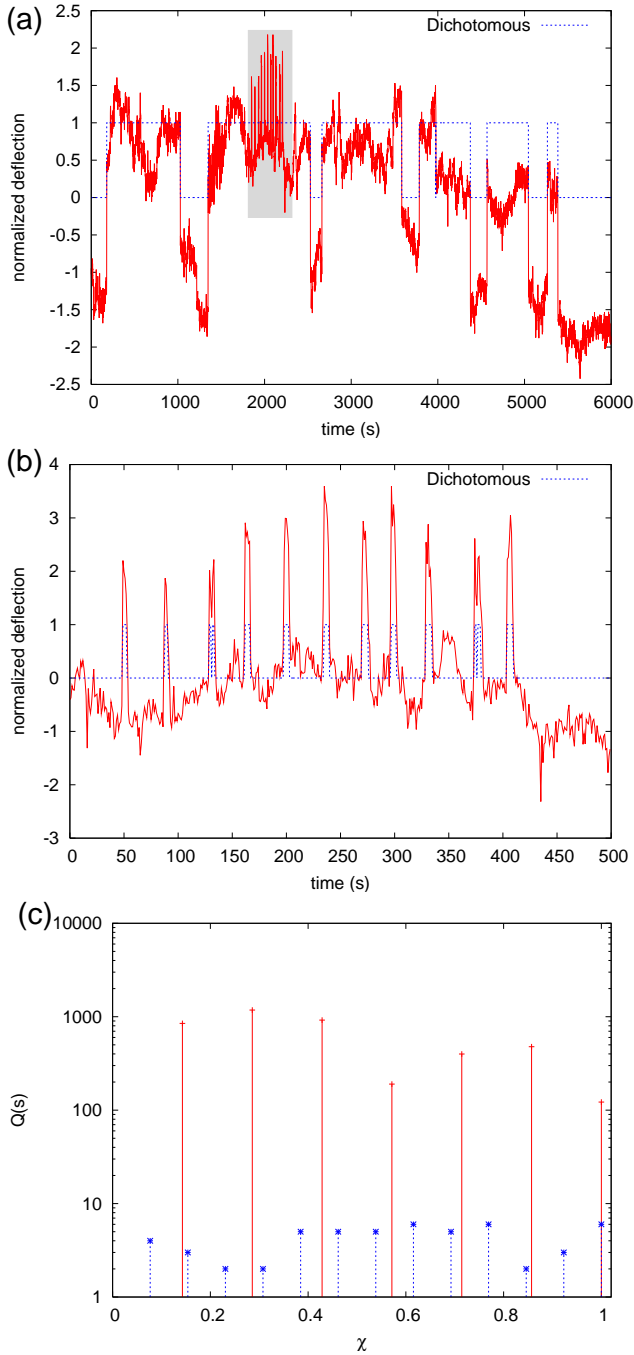 (a)
2.5
2
1.5
1
0.5
0
-0.5
-1
-1.5
-2
-2.5
normalized deflection
Dichotomous
0 1000 2000 3000 4000 5000 6000
time (s)
(b)
4
3
2
1
0
-1
-2
-3
normalized deflection
Dichotomous
0 50 100 150 200 250 300 350 400 450 500
time (s)
(c)
10000
1000
100
10
1
Q(s)
0 0.2 0.4 0.6 0.8 1
χ